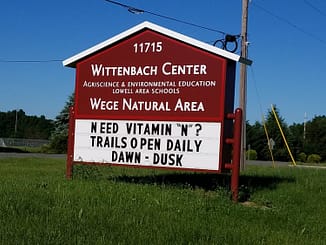 11715
WITTENBACH CENTER
AGRISCIENCE & ENVIRONMENTAL EDUCATION
LOWELL AREA SCHOOLS
WEGE NATURAL AREA
NEED VITAMIN "N"?
TRAILS OPEN DAILY
DAWN - DUSK